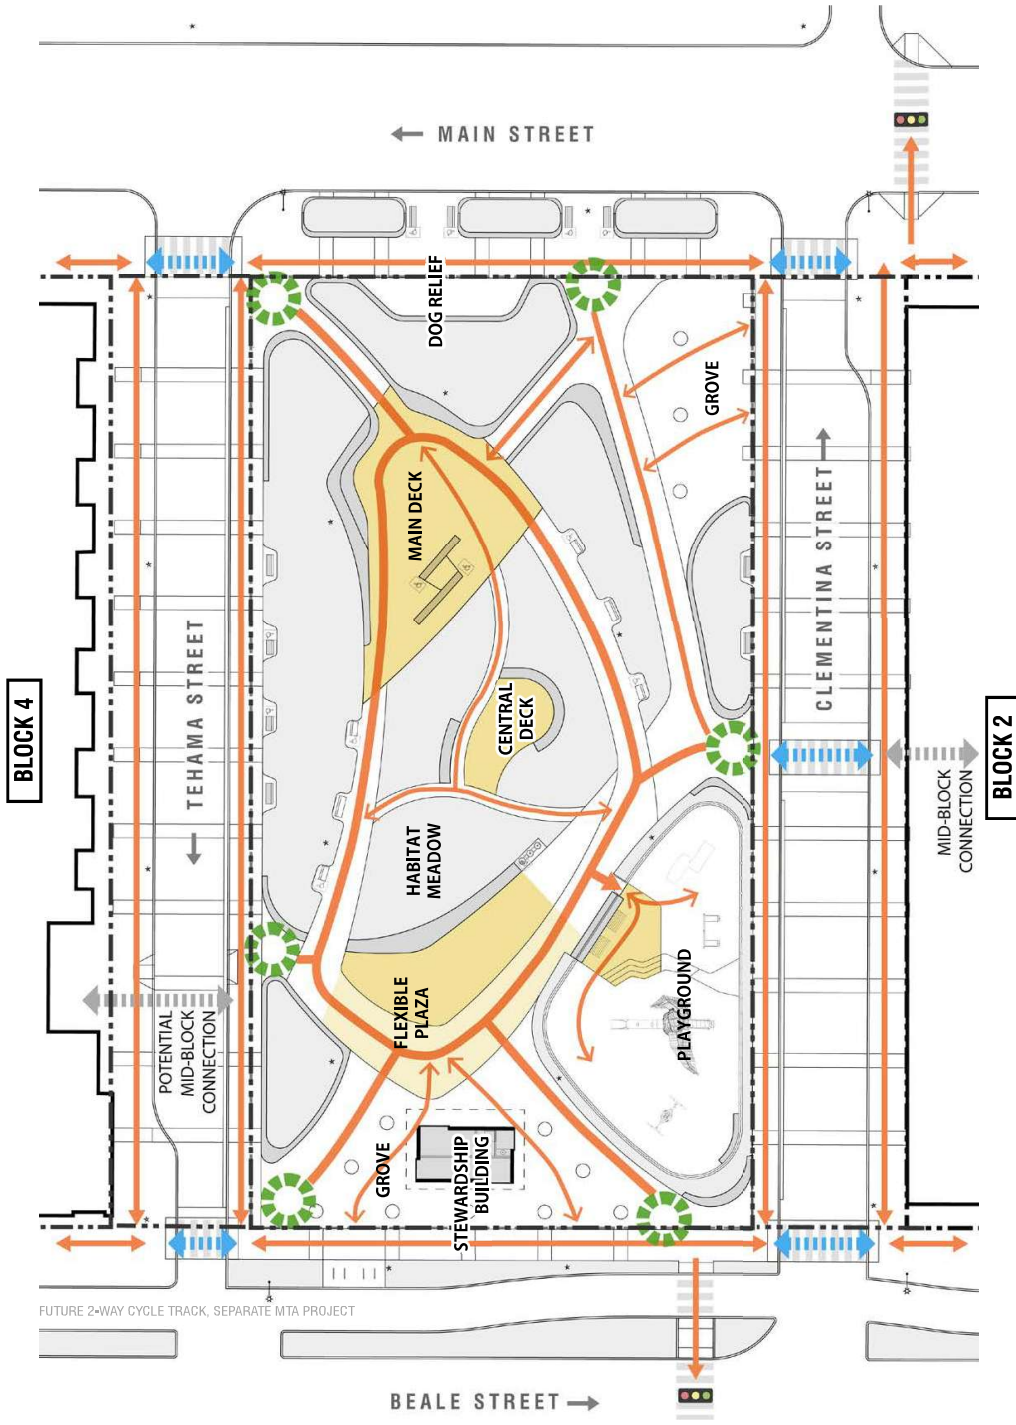 MAIN STREET
DOG RELIEF
GROVE
MAIN DECK
CLEMENTINA STREET
TEHAMA STREET
BLOCK 4
CENTRAL
DECK
BLOCK 2
MID-BLOCK
CONNECTION
HABITAT
MEADOW
FLEXIBLE
PLAZA
PLAYGROUND
POTENTIAL
MID-BLOCK
CONNECTION
GROVE
STEWARDSHIP
BUILDING
FUTURE 2-WAY CYCLE TRACK, SEPARATE MTA PROJECT
BEALE STREET